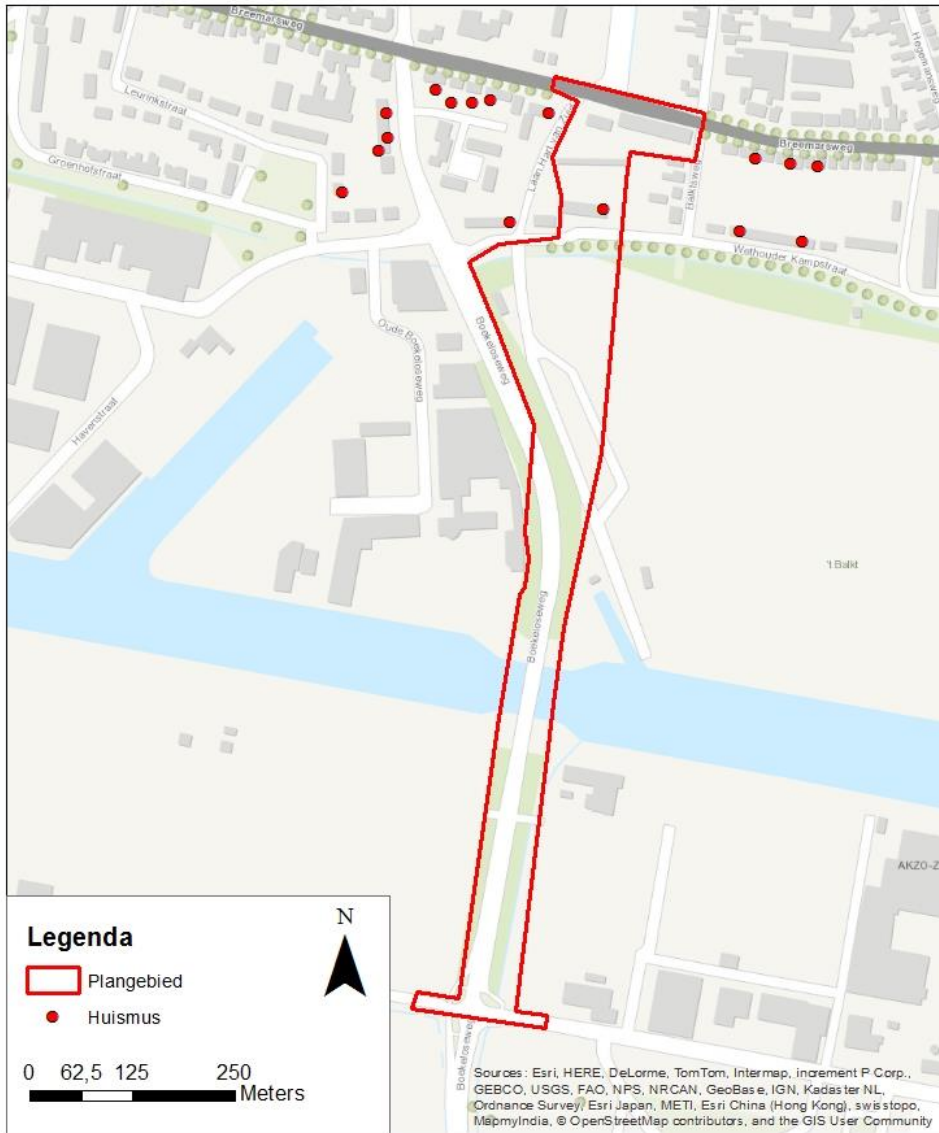 Breemarsweg
Hegemansweg
Leurinkstraat
Laan Hart van Zuid
Breemarsweg
Groenhofstraat
Balktsweg
Wethouder Kampstraat
Boekeloseweg
Oude Boekeloseweg
Havenstraat
't Balkt
Boekeloseweg
AKZO-Z
Legenda
N
Plangebied
Huismus
0 62,5 125 250
Meters
Boekeloseweg
Sources: Esri, HERE, DeLorme, TomTom, Intermap, increment P Corp.,
GEBCO, USGS, FAO, NPS, NRCAN, GeoBase, IGN, Kadaster NL,
Ordnance Survey, Esri Japan, METI, Esri China (Hong Kong), swisstopo,
MapmyIndia, © OpenStreetMap contributors, and the GIS User Community